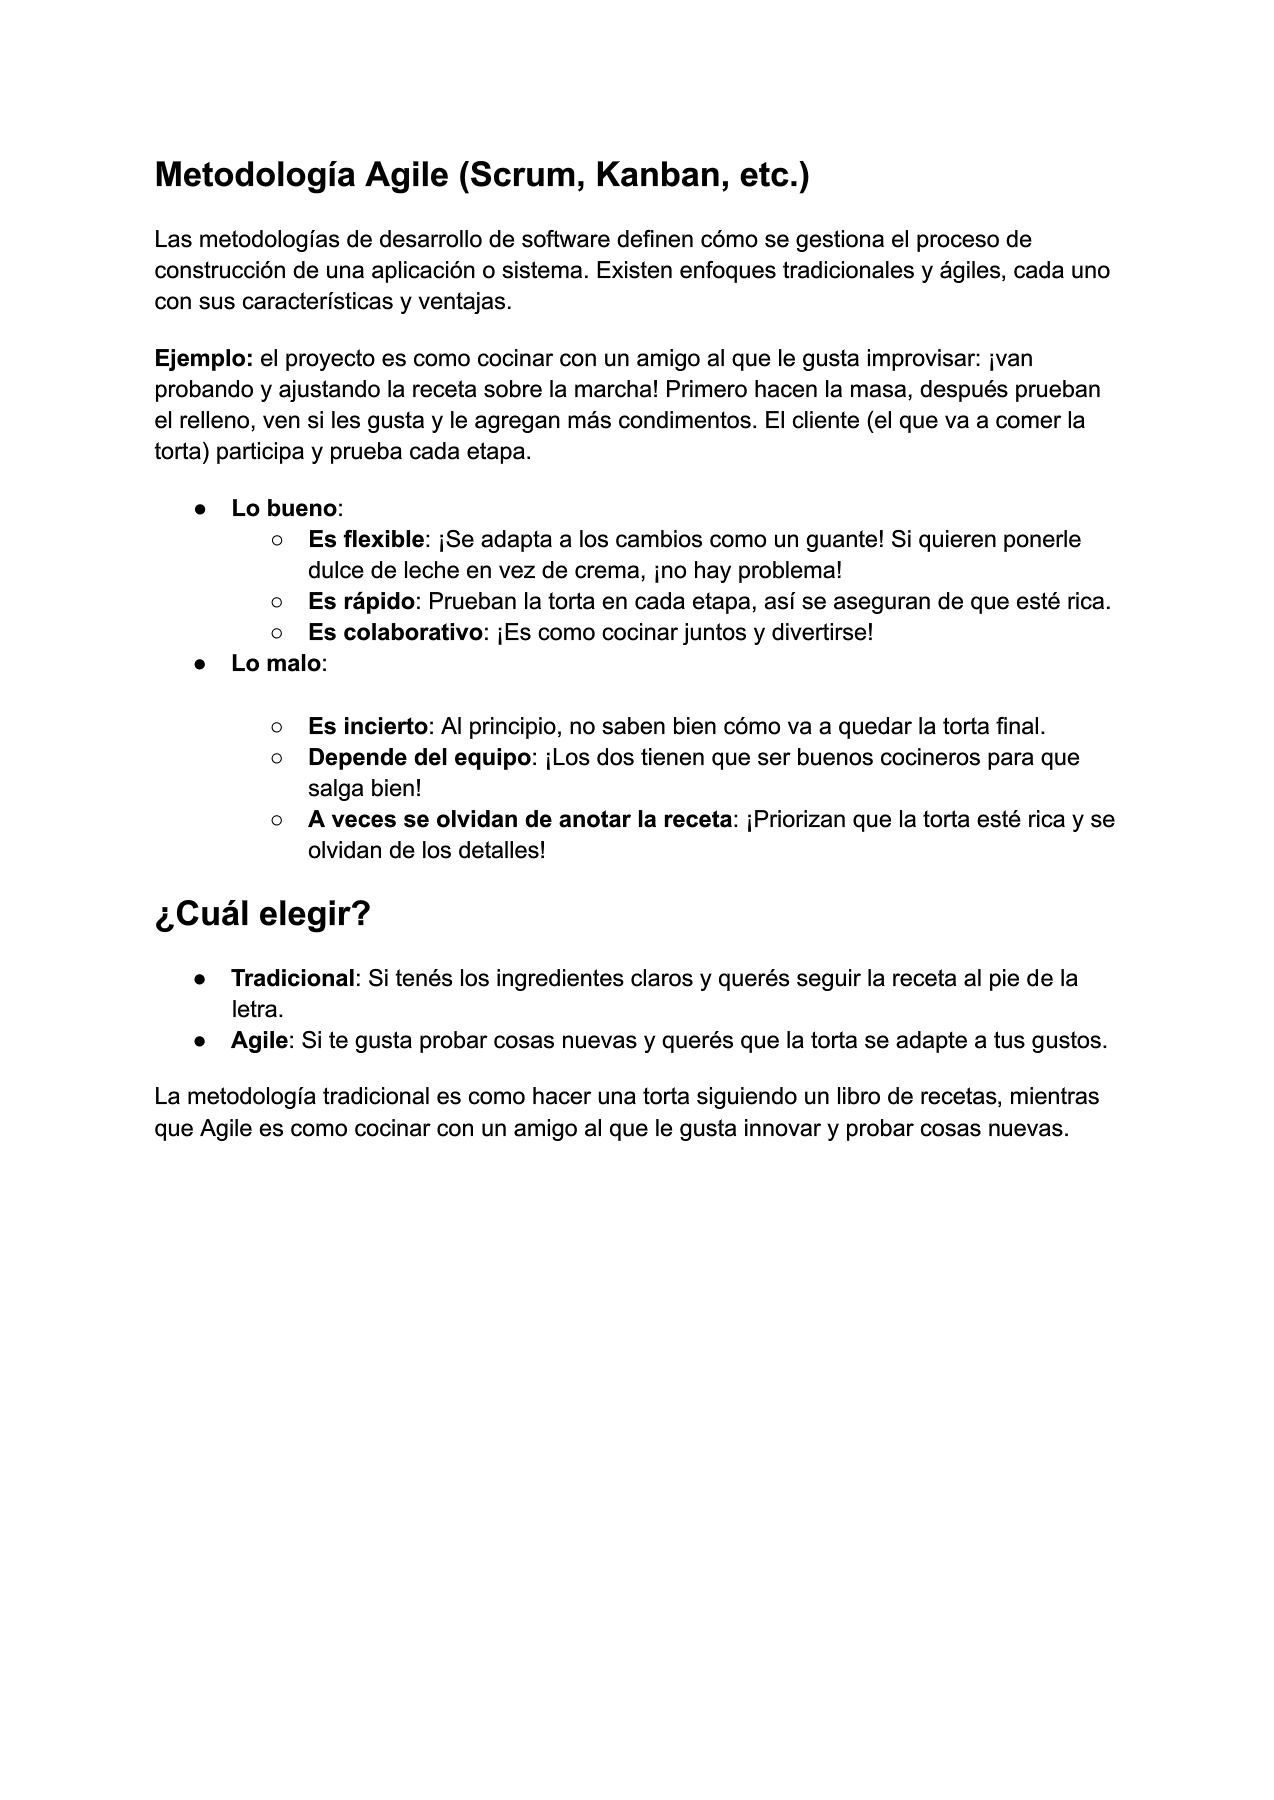 Metodología Agile (Scrum, Kanban, etc.)
Las metodologías de desarrollo de software definen cómo se gestiona el proceso de
construcción de una aplicación o sistema. Existen enfoques tradicionales y ágiles, cada uno
con sus características y ventajas.
Ejemplo: el proyecto es como cocinar con un amigo al que le gusta improvisar: ¡van
probando y ajustando la receta sobre la marcha! Primero hacen la masa, después prueban
el relleno, ven si les gusta y le agregan más condimentos. El cliente (el que va a comer la
torta) participa y prueba cada etapa.
● Lo bueno:
○ Es flexible: ¡Se adapta a los cambios como un guante! Si quieren ponerle
dulce de leche en vez de crema, ¡no hay problema!
○ Es rápido: Prueban la torta en cada etapa, así se aseguran de que esté rica.
○ Es colaborativo: ¡Es como cocinar juntos y divertirse!
● Lo malo:
○ Es incierto: Al principio, no saben bien cómo va a quedar la torta final.
○ Depende del equipo: ¡Los dos tienen que ser buenos cocineros para que
salga bien!
○ A veces se olvidan de anotar la receta: ¡Priorizan que la torta esté rica y se
olvidan de los detalles!
¿Cuál elegir?
● Tradicional: Si tenés los ingredientes claros y querés seguir la receta al pie de la
letra.
● Agile: Si te gusta probar cosas nuevas y querés que la torta se adapte a tus gustos.
La metodología tradicional es como hacer una torta siguiendo un libro de recetas, mientras
que Agile es como cocinar con un amigo al que le gusta innovar y probar cosas nuevas.